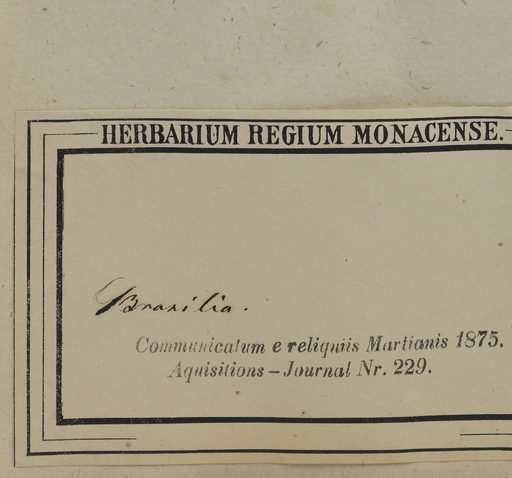 HERBARIUM REGIUM MONACENSE.
Brasilia.
Communicatum e reliquiis Martianis 1875.
Aquisitions – Journal Nr. 229.